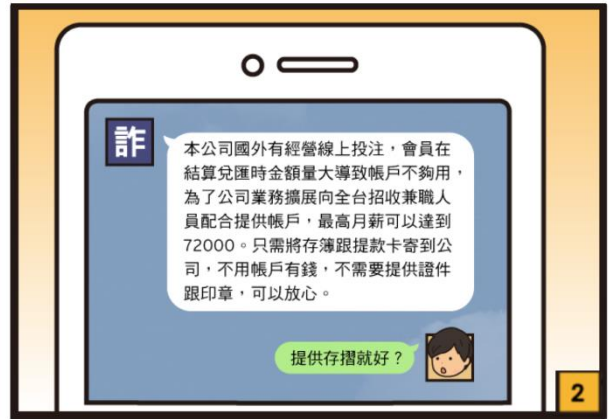 詐
本公司國外有經營線上投注，會員在
結算兌匯時金額量大導致帳戶不夠用，
為了公司業務擴展向全台招收兼職人
員配合提供帳戶，最高月薪可以達到
72000。只需將存簿跟提款卡寄到公
司，不用帳戶有錢，不需要提供證件
跟印章，可以放心。
提供存摺就好？
2